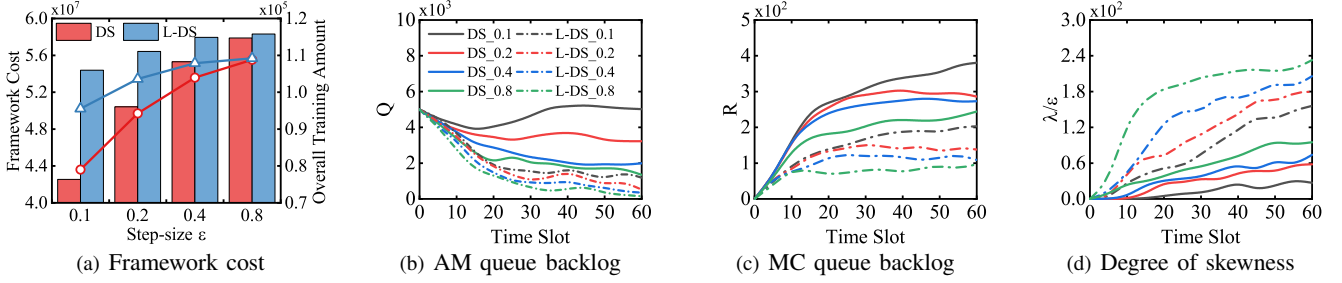 ×10⁷
×10⁵
6.0
5.6
5.2
4.8
4.4
4.0
Framework Cost
DS
L-DS
1.2
1.1
1.0
0.9
0.8
0.7
Overall Training Amount
0.1 0.2 0.4 0.8
Step-size ε
(a) Framework cost
×10³
10
8
6
4
2
0
Q
DS_0.1 L-DS_0.1
DS_0.2 L-DS_0.2
DS_0.4 L-DS_0.4
DS_0.8 L-DS_0.8
0 10 20 30 40 50 60
Time Slot
(b) AM queue backlog
×10²
5
4
3
2
1
0
R
0 10 20 30 40 50 60
Time Slot
(c) MC queue backlog
×10²
3.0
2.4
1.8
1.2
0.6
0.0
λ/ε
0 10 20 30 40 50 60
Time Slot
(d) Degree of skewness